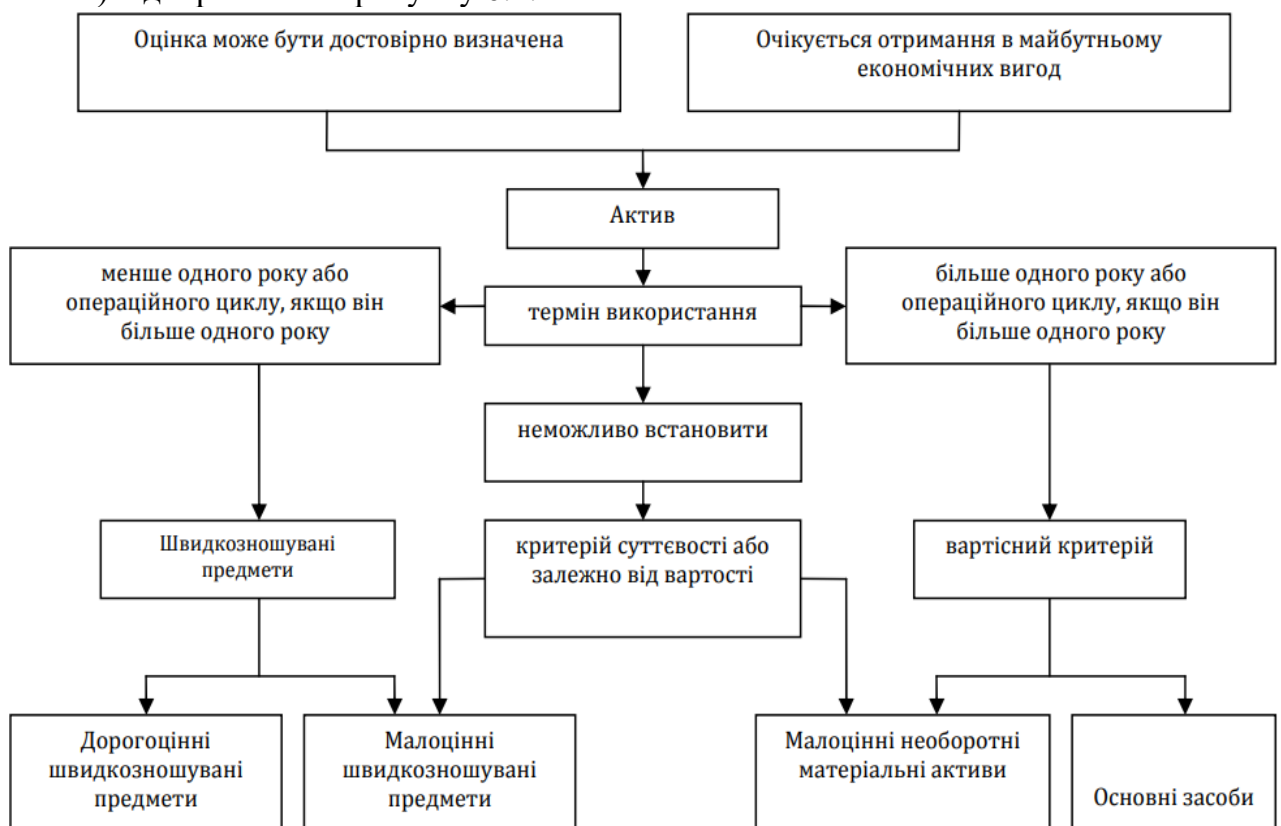 Оцінка може бути достовірно визначена
Очікується отримання в майбутньому
економічних вигод
Актив
менше одного року або
операційного циклу, якщо він
більше одного року
термін використання
більше одного року або
операційного циклу, якщо він
більше одного року
неможливо встановити
Швидкозношувані
предмети
критерій суттєвості або
залежно від вартості
вартісний критерій
Дорогоцінні
швидкозношувані
предмети
Малоцінні
швидкозношувані
предмети
Малоцінні необоротні
матеріальні активи
Основні засоби